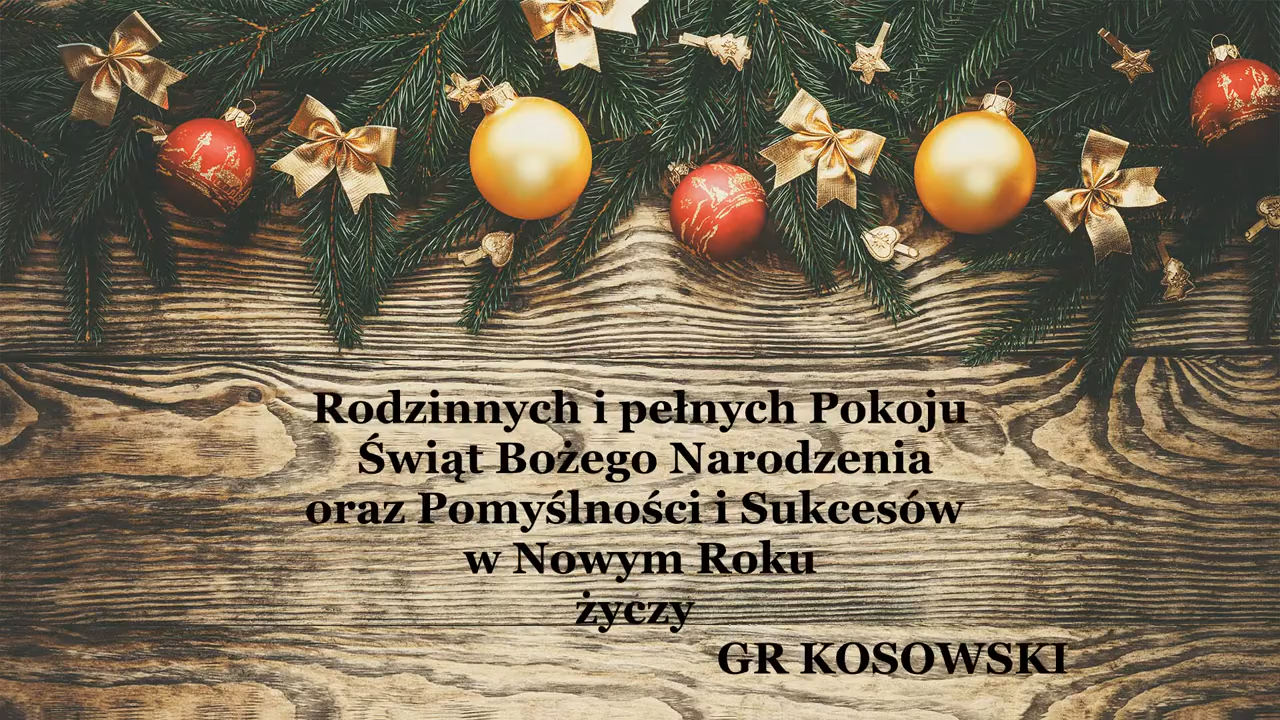 Rodzinnych i pełnych Pokoju
Świąt Bożego Narodzenia
oraz Pomyślności i Sukcesów
w Nowym Roku
życzy
GR KOSOWSKI